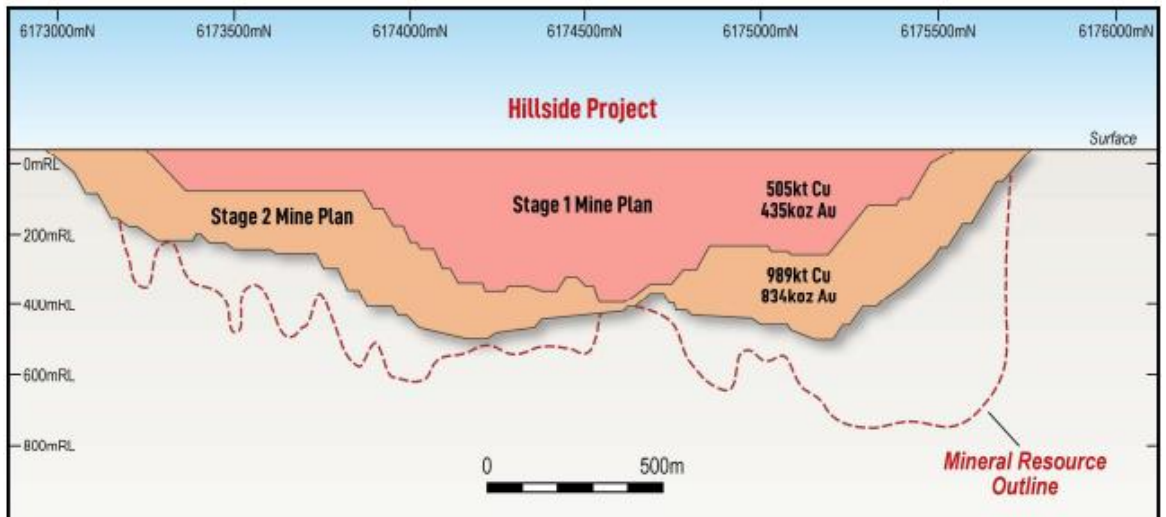 6173000mN 6173500mN 6174000mN 6174500mN 6175000mN 6175500mN 6176000mN
Hillside Project
Surface
0mRL
505kt Cu
435koz Au
Stage 1 Mine Plan
Stage 2 Mine Plan
200mRL
989kt Cu
834koz Au
400mRL
600mRL
800mRL
0 500m
Mineral Resource
Outline